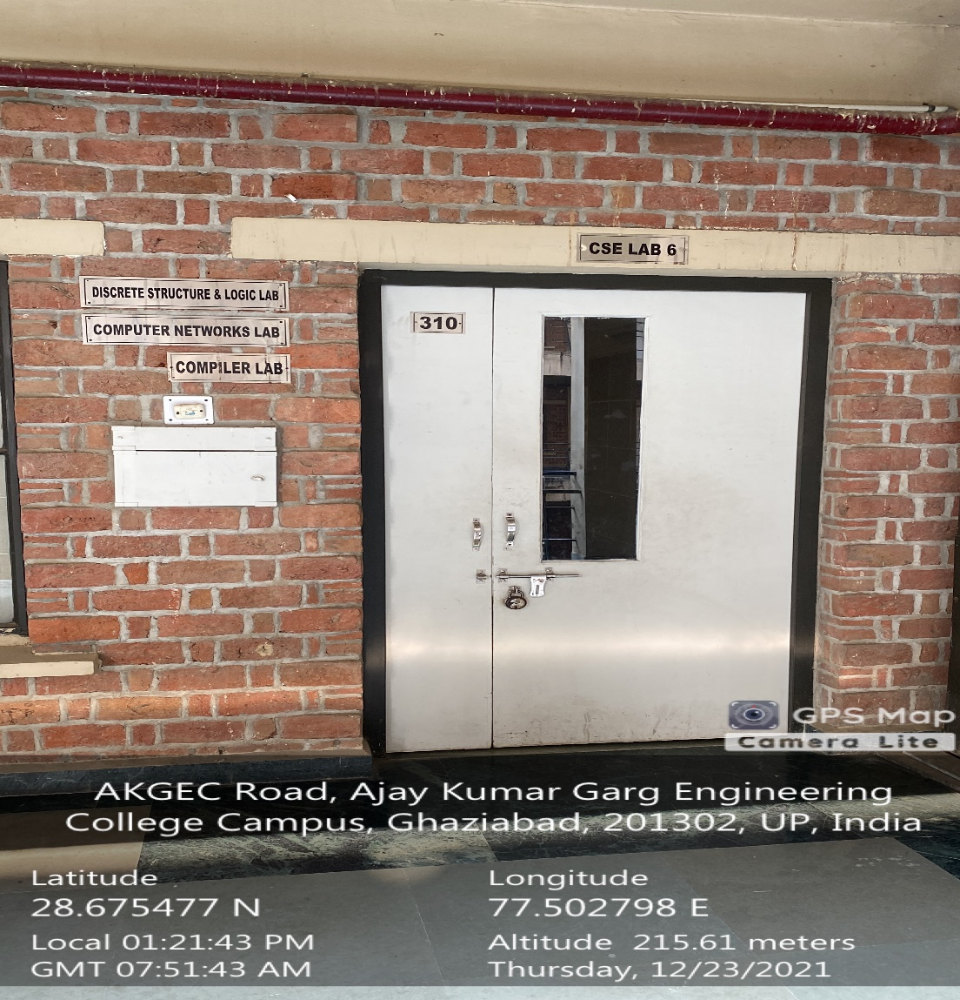 CSE LAB 6
DISCRETE STRUCTURE & LOGIC LAB
COMPUTER NETWORKS LAB
COMPILER LAB
310
GPS Map
Camera Lite
AKGEC Road, Ajay Kumar Garg Engineering
College Campus, Ghaziabad, 201302, UP, India
Latitude
28.675477 N
Longitude
77.502798 E
Local 01:21:43 PM
GMT 07:51:43 AM
Altitude 215.61 meters
Thursday, 12/23/2021